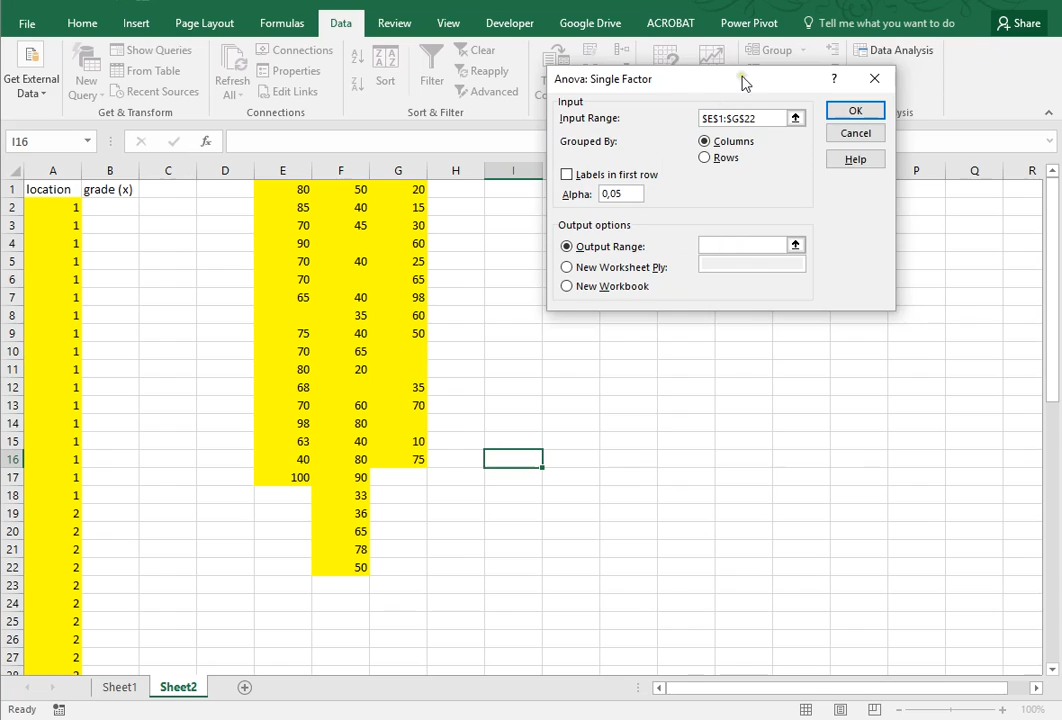 File Home Insert Page Layout Formulas Data Review View Developer Google Drive ACROBAT Power Pivot Tell me what you want to do Share
Get External Data
New Query
Show Queries
From Table
Recent Sources
Get & Transform
Refresh All
Connections
Properties
Edit Links
Connections
Sort
Filter
Clear
Reapply
Advanced
Sort & Filter
Group
Data Analysis
Anova: Single Factor ?
Input
Input Range: $E$1:$G$22
Grouped By: Columns
Rows
Labels in first row
Alpha: 0,05
Output options
Output Range:
New Worksheet Ply:
New Workbook
OK
Cancel
Help
I16 fx
A B C D E F G H I P Q R
1 location grade (x) 80 50 20
2 1 85 40 15
3 1 70 45 30
4 1 90 60
5 1 70 40 25
6 1 70 65
7 1 65 40 98
8 1 35 60
9 1 75 40 50
10 1 70 65
11 1 80 20
12 1 68 35
13 1 70 60 70
14 1 98 80
15 1 63 40 10
16 1 40 80 75
17 1 100 90
18 1 33
19 2 36
20 2 65
21 2 78
22 2 50
23 2
24 2
25 2
26 2
27 2
Sheet1 Sheet2
100%